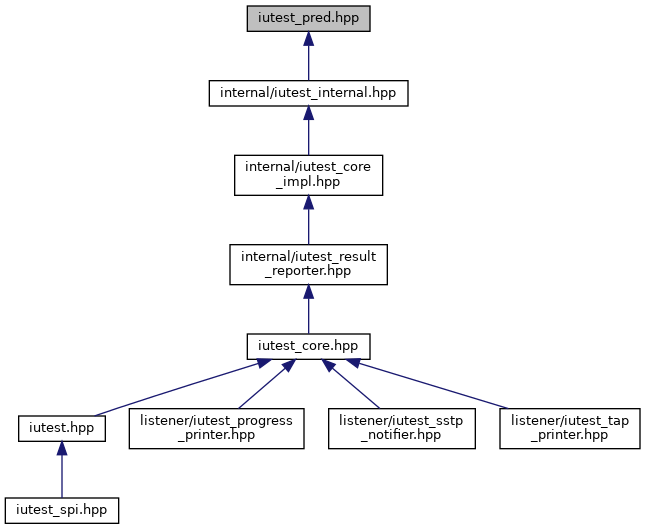 iutest_pred.hpp
internal/iutest_internal.hpp
internal/iutest_core
_impl.hpp
internal/iutest_result
_reporter.hpp
iutest_core.hpp
iutest.hpp
listener/iutest_progress
_printer.hpp
listener/iutest_sstp
_notifier.hpp
listener/iutest_tap
_printer.hpp
iutest_spi.hpp